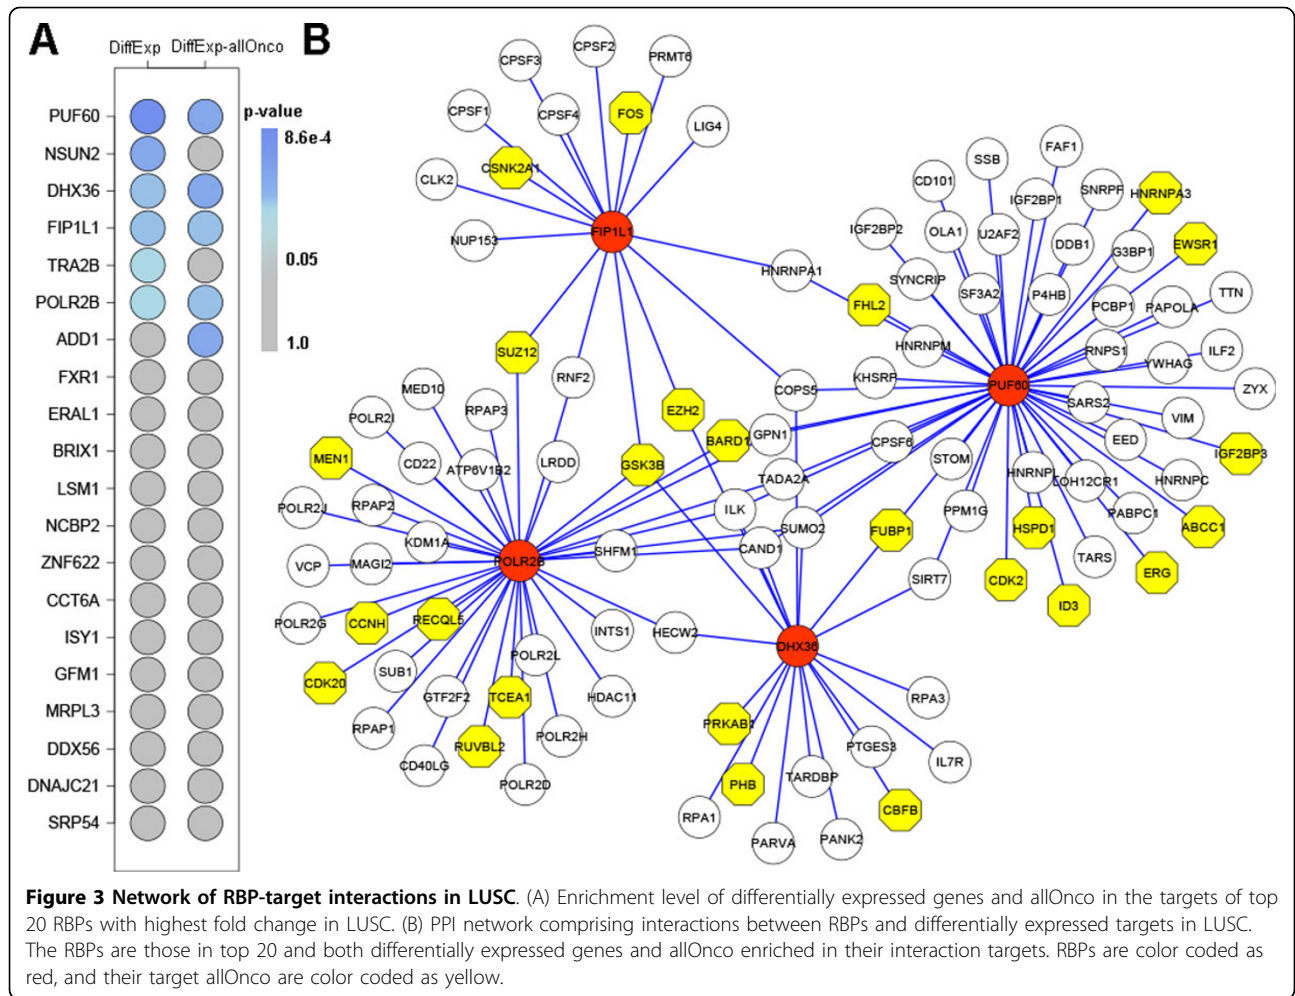 A
DiffExp DiffExp-allOnco
PUF60
NSUN2
DHX36
FIP1L1
TRA2B
POLR2B
ADD1
FXR1
ERAL1
BRIX1
LSM1
NCBP2
ZNF622
CCT6A
ISY1
GFM1
MRPL3
DDX56
DNAJC21
SRP54
p-value
8.6e-4
0.05
1.0
B
CPSF3
CPSF2
PRMT6
CPSF1
CPSF4
FOS
LIG4
CSNK2A1
CLK2
NUP153
FIP1L1
HNRNPA1
SUZ12
RNF2
COPS5
EZH2
BARD1
GSK3B
GPN1
TADA2A
CPSF6
ILK
SUMO2
CAND1
SHFM1
MED10
RPAP3
POLR2I
MEN1
CD22
ATP6V1B2
LRDD
POLR2J
RPAP2
KDM1A
VCP
MAGI2
POLR2B
POLR2G
CCNH
RECQL5
INTS1
HECW2
CDK20
SUB1
POLR2L
GTF2F2
TCEA1
HDAC11
RPAP1
RUVBL2
POLR2H
CD40LG
POLR2D
FAF1
SSB
CD101
IGF2BP1
SNRPF
HNRNPA3
IGF2BP2
OLA1
U2AF2
DDB1
G3BP1
EWSR1
SYNCRIP
SF3A2
P4HB
FHL2
PCBP1
PAPOLA
TTN
HNRNPM
RNPS1
YWHAG
ILF2
KHSRP
PUF60
ZYX
SARS2
VIM
EED
IGF2BP3
STOM
HNRNPL
LOH12CR1
HNRNPC
PPM1G
HSPD1
PABPC1
ABCC1
FUBP1
TARS
ERG
SIRT7
CDK2
ID3
DHX36
RPA3
PRKAB1
PTGES3
IL7R
PHB
TARDBP
CBFB
RPA1
PARVA
PANK2
Figure 3 Network of RBP-target interactions in LUSC. (A) Enrichment level of differentially expressed genes and allOnco in the targets of top
20 RBPs with highest fold change in LUSC. (B) PPI network comprising interactions between RBPs and differentially expressed targets in LUSC.
The RBPs are those in top 20 and both differentially expressed genes and allOnco enriched in their interaction targets. RBPs are color coded as
red, and their target allOnco are color coded as yellow.